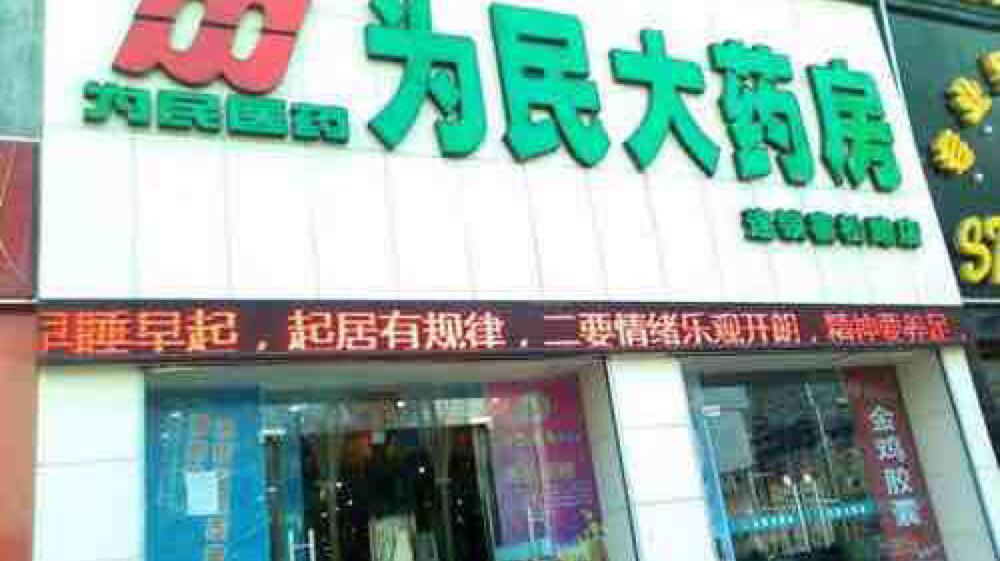 为民大药房
为民医药
早睡早起，起居有规律，二要情绪乐观开朗，精神要养足
金鸡胶囊